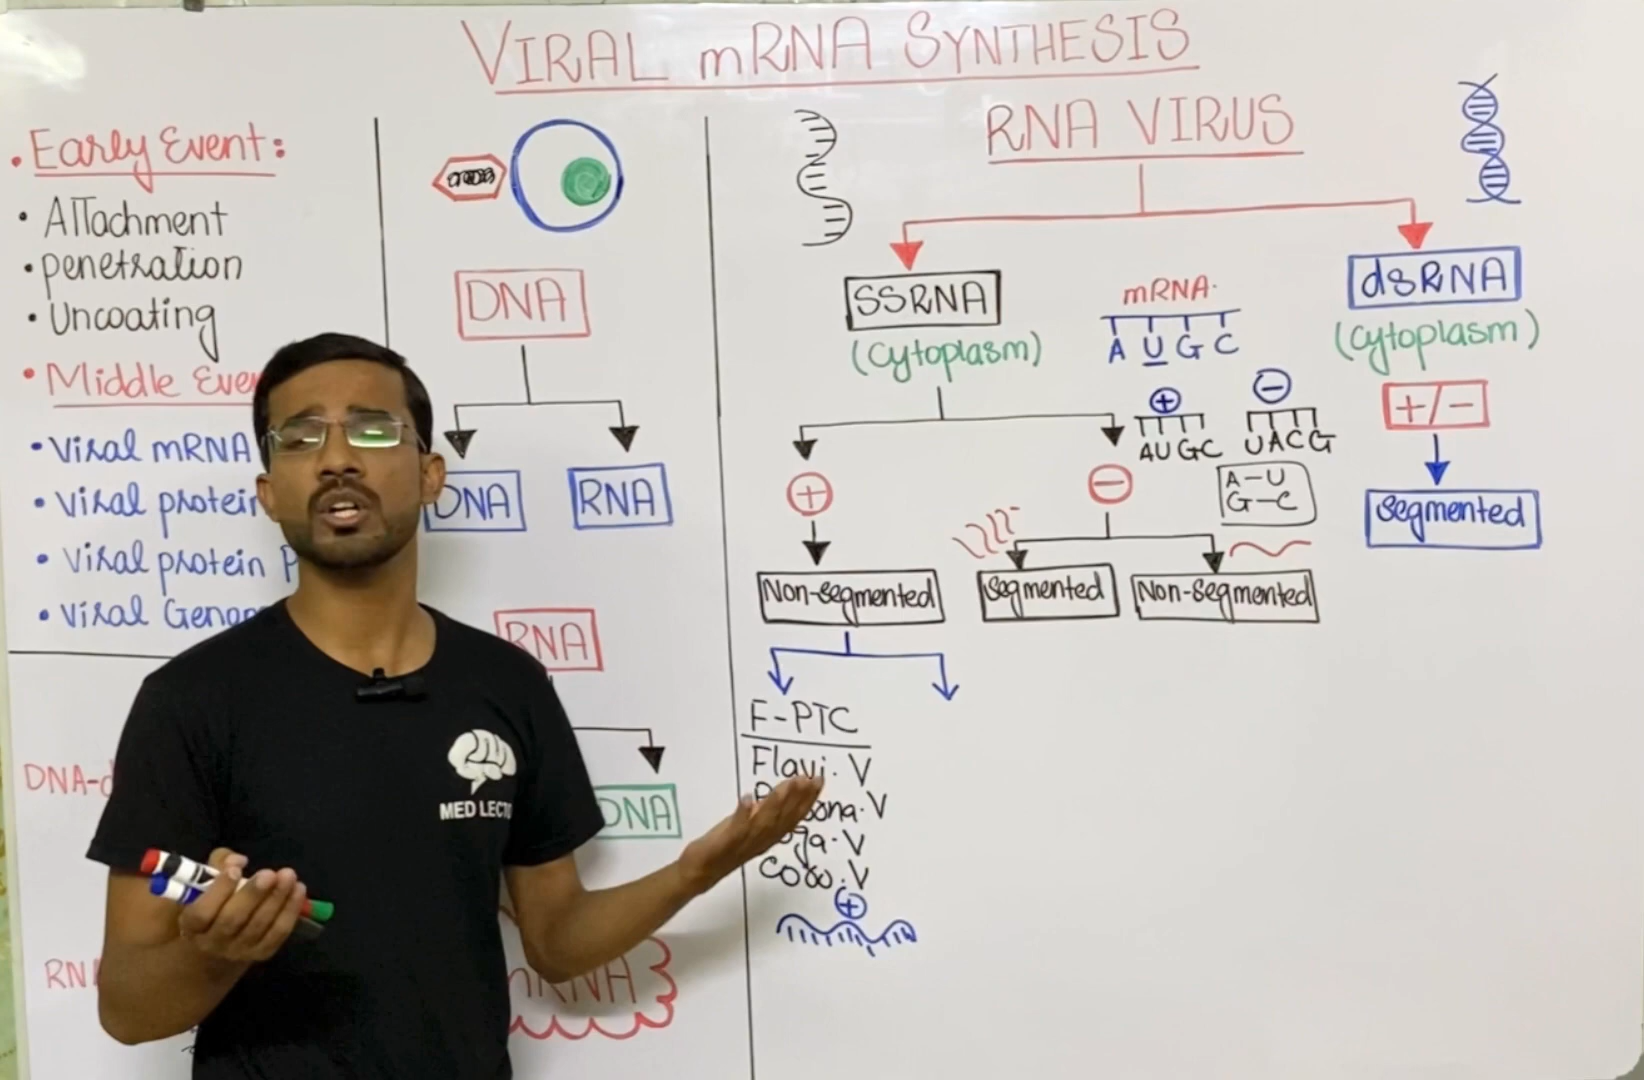 VIRAL mRNA SYNTHESIS
• Early Event:
• Attachment
• penetration
• Uncoating
• Middle
• Viral mRNA
• Viral protein
• Viral protein
• Viral
DNA
DNA
RNA
RNA
DNA
mRNA
MED
RNA VIRUS
SSRNA
(cytoplasm)
mRNA
A U G C
dsRNA
(cytoplasm)
+/-
segmented
+
AUGC
-
UACG
A-U
G-C
+
-
Non-segmented
segmented
Non-segmented
F-PTC
Flavi. V
V
V
V
+